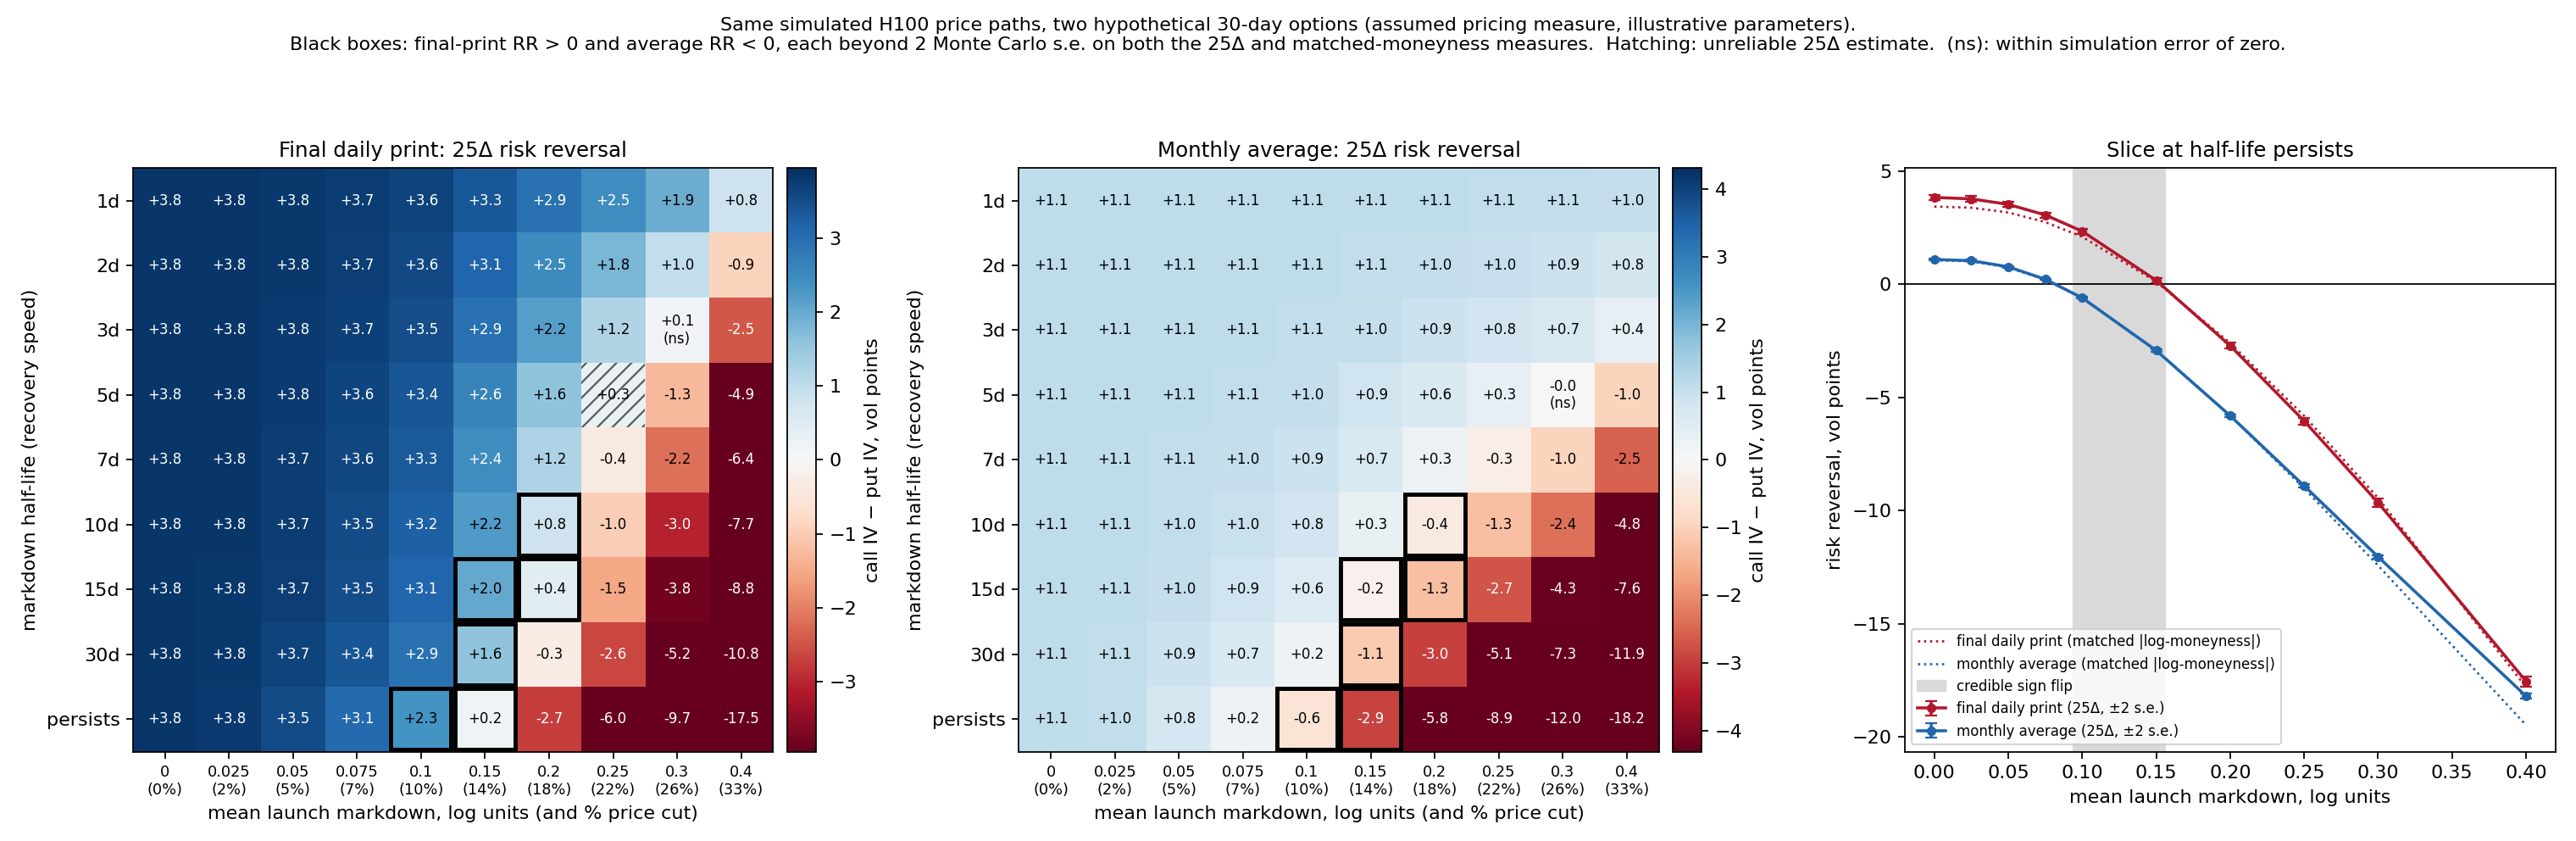 Same simulated H100 price paths, two hypothetical 30-day options (assumed pricing measure, illustrative parameters).
Black boxes: final-print RR > 0 and average RR < 0, each beyond 2 Monte Carlo s.e. on both the 25Δ and matched-moneyness measures.  Hatching: unreliable 25Δ estimate.  (ns): within simulation error of zero.
Final daily print: 25Δ risk reversal
markdown half-life (recovery speed)
1d +3.8 +3.8 +3.8 +3.7 +3.6 +3.3 +2.9 +2.5 +1.9 +0.8
2d +3.8 +3.8 +3.8 +3.7 +3.6 +3.1 +2.5 +1.8 +1.0 -0.9
3d +3.8 +3.8 +3.8 +3.7 +3.5 +2.9 +2.2 +1.2 +0.1 (ns) -2.5
5d +3.8 +3.8 +3.8 +3.6 +3.4 +2.6 +1.6 +0.3 -1.3 -4.9
7d +3.8 +3.8 +3.7 +3.6 +3.3 +2.4 +1.2 -0.4 -2.2 -6.4
10d +3.8 +3.8 +3.7 +3.5 +3.2 +2.2 +0.8 -1.0 -3.0 -7.7
15d +3.8 +3.8 +3.7 +3.5 +3.1 +2.0 +0.4 -1.5 -3.8 -8.8
30d +3.8 +3.8 +3.7 +3.4 +2.9 +1.6 -0.3 -2.6 -5.2 -10.8
persists +3.8 +3.8 +3.5 +3.1 +2.3 +0.2 -2.7 -6.0 -9.7 -17.5
0 0.025 0.05 0.075 0.1 0.15 0.2 0.25 0.3 0.4
(0%) (2%) (5%) (7%) (10%) (14%) (18%) (22%) (26%) (33%)
mean launch markdown, log units (and % price cut)
3
2
1
0
−1
−2
−3
call IV − put IV, vol points
Monthly average: 25Δ risk reversal
markdown half-life (recovery speed)
1d +1.1 +1.1 +1.1 +1.1 +1.1 +1.1 +1.1 +1.1 +1.1 +1.0
2d +1.1 +1.1 +1.1 +1.1 +1.1 +1.1 +1.0 +1.0 +0.9 +0.8
3d +1.1 +1.1 +1.1 +1.1 +1.1 +1.0 +0.9 +0.8 +0.7 +0.4
5d +1.1 +1.1 +1.1 +1.1 +1.0 +0.9 +0.6 +0.3 -0.0 (ns) -1.0
7d +1.1 +1.1 +1.1 +1.0 +0.9 +0.7 +0.3 -0.3 -1.0 -2.5
10d +1.1 +1.1 +1.0 +1.0 +0.8 +0.3 -0.4 -1.3 -2.4 -4.8
15d +1.1 +1.1 +1.0 +0.9 +0.6 -0.2 -1.3 -2.7 -4.3 -7.6
30d +1.1 +1.1 +0.9 +0.7 +0.2 -1.1 -3.0 -5.1 -7.3 -11.9
persists +1.1 +1.0 +0.8 +0.2 -0.6 -2.9 -5.8 -8.9 -12.0 -18.2
0 0.025 0.05 0.075 0.1 0.15 0.2 0.25 0.3 0.4
(0%) (2%) (5%) (7%) (10%) (14%) (18%) (22%) (26%) (33%)
mean launch markdown, log units (and % price cut)
4
3
2
1
0
−1
−2
−3
−4
call IV − put IV, vol points
Slice at half-life persists
risk reversal, vol points
5
0
−5
−10
−15
−20
final daily print (matched |log-moneyness|)
monthly average (matched |log-moneyness|)
credible sign flip
final daily print (25Δ, ±2 s.e.)
monthly average (25Δ, ±2 s.e.)
0.00 0.05 0.10 0.15 0.20 0.25 0.30 0.35 0.40
mean launch markdown, log units